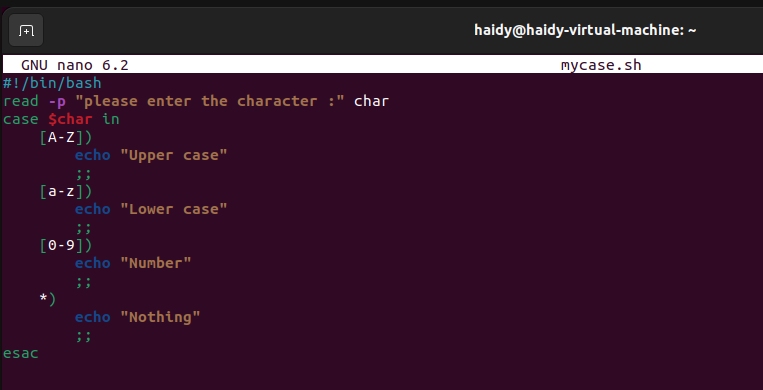 haidy@haidy-virtual-machine: ~
GNU nano 6.2 mycase.sh
#!/bin/bash
read -p "please enter the character :" char
case $char in
    [A-Z])
        echo "Upper case"
        ;;
    [a-z])
        echo "Lower case"
        ;;
    [0-9])
        echo "Number"
        ;;
    *)
        echo "Nothing"
        ;;
esac